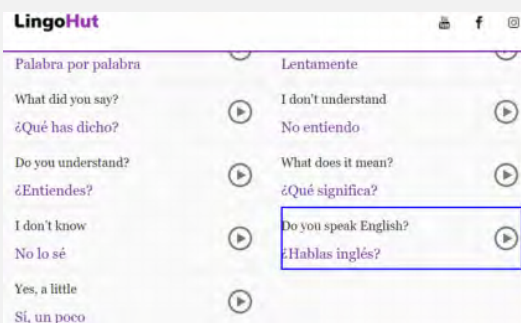 LingoHut
Palabra por palabra
Lentamente
What did you say?
¿Qué has dicho?
I don't understand
No entiendo
Do you understand?
¿Entiendes?
What does it mean?
¿Qué significa?
I don't know
No lo sé
Do you speak English?
¿Hablas inglés?
Yes, a little
Sí, un poco